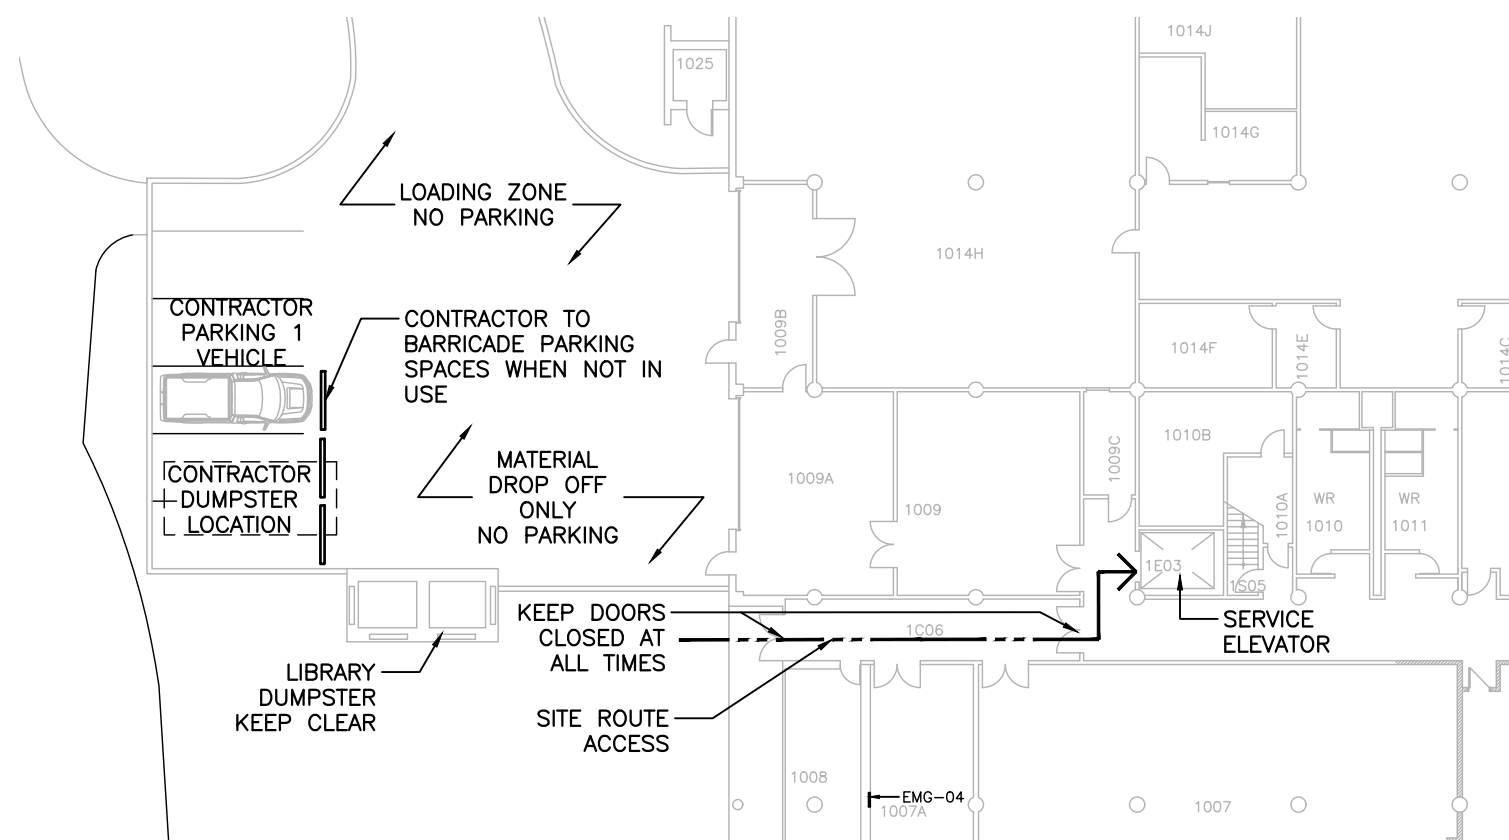 1014J
1025
1014G
LOADING ZONE
NO PARKING
1014H
CONTRACTOR
PARKING 1
VEHICLE
CONTRACTOR TO
BARRICADE PARKING
SPACES WHEN NOT IN
USE
1009B
1014F
1014E
1014C
MATERIAL
DROP OFF
ONLY
NO PARKING
CONTRACTOR
DUMPSTER
LOCATION
1009A
1009
1009C
1010B
1010A
WR
1010
WR
1011
1E03
1S05
KEEP DOORS
CLOSED AT
ALL TIMES
1C06
SERVICE
ELEVATOR
LIBRARY
DUMPSTER
KEEP CLEAR
SITE ROUTE
ACCESS
1008
EMG-04
1007A
1007